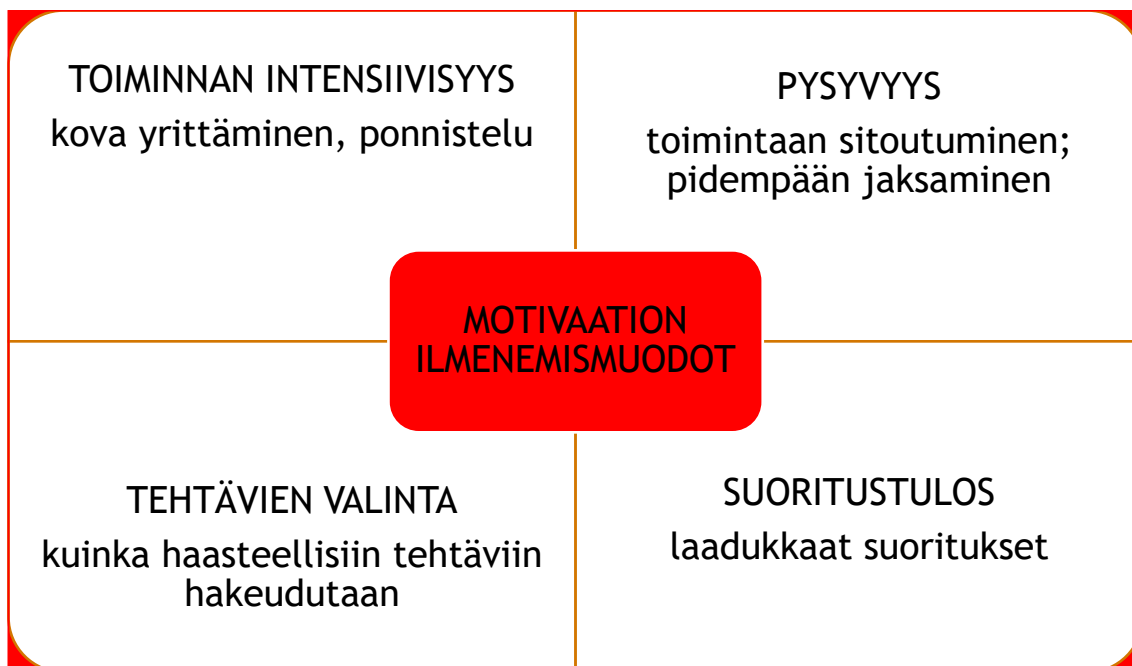 TOIMINNAN INTENSIIVISYYS
kova yrittäminen, ponnistelu
PYSYVYYS
toimintaan sitoutuminen;
pidempään jaksaminen
MOTIVAATION
ILMENEMISMUODOT
TEHTÄVIEN VALINTA
kuinka haasteellisiin tehtäviin
hakeudutaan
SUORITUSTULOS
laadukkaat suoritukset